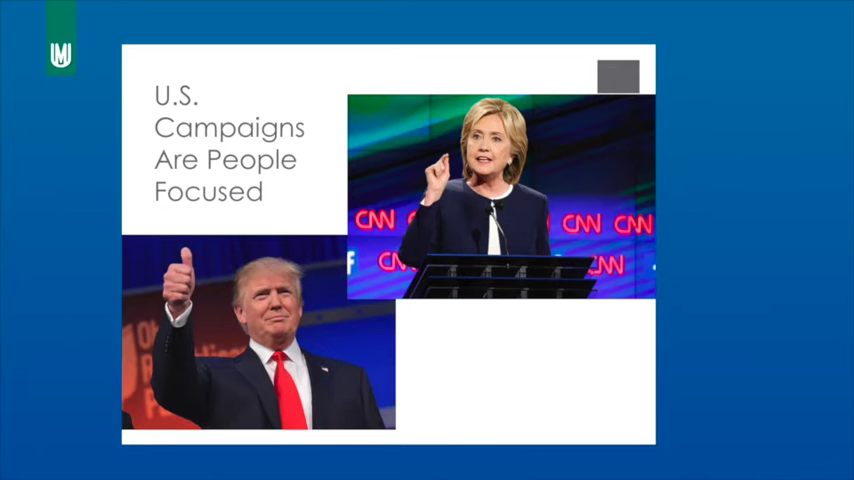 U.S.
Campaigns
Are People
Focused
CNN
CNN
CNN
CNN
CNN